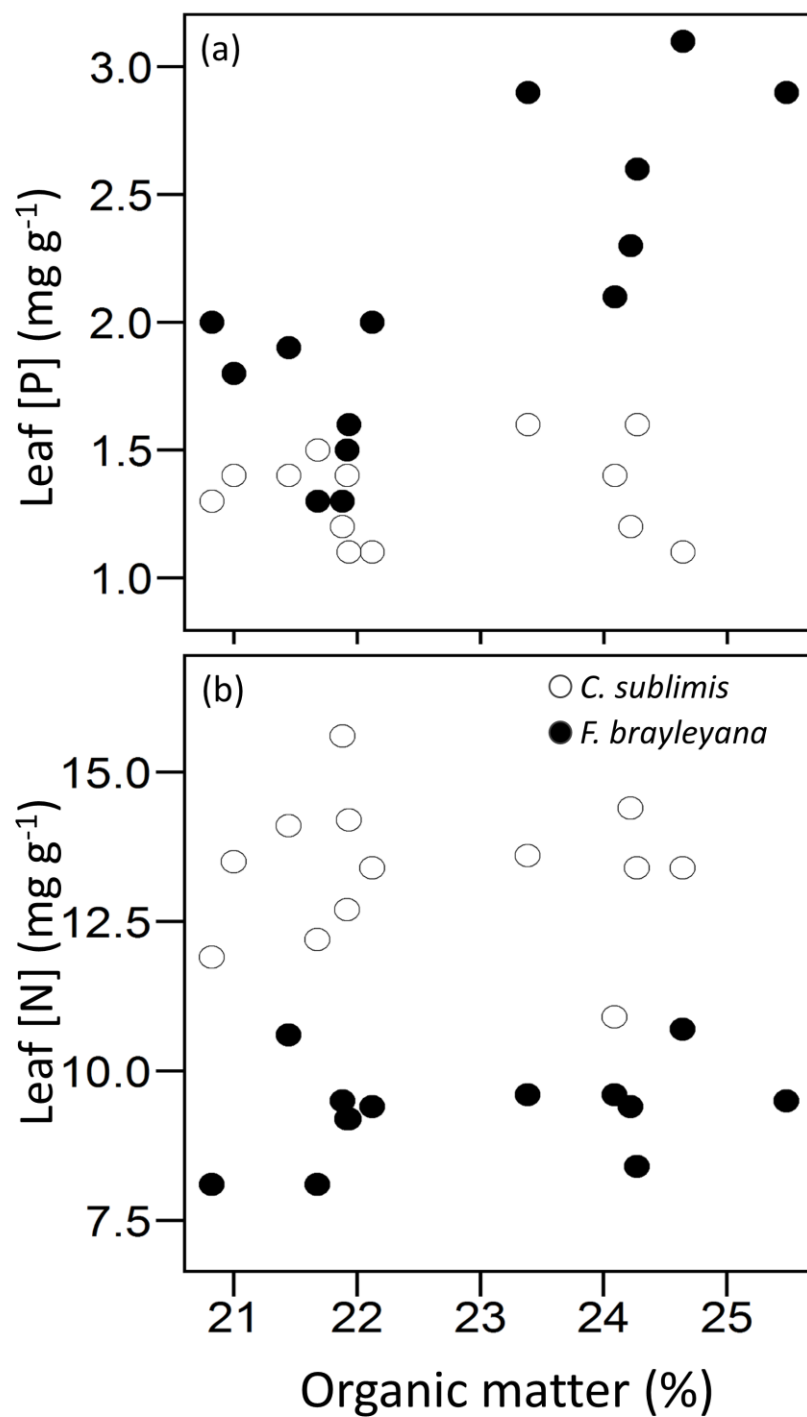 (a)
3.0
2.5
2.0
1.5
1.0
Leaf [P] (mg g⁻¹)
(b)
C. sublimis
F. brayleyana
15.0
12.5
10.0
7.5
Leaf [N] (mg g⁻¹)
21 22 23 24 25
Organic matter (%)